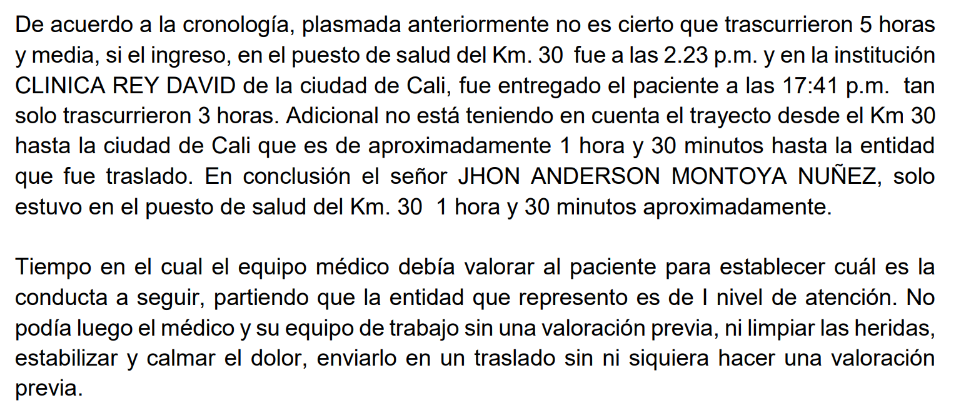 De acuerdo a la cronología, plasmada anteriormente no es cierto que trascurrieron 5 horas
y media, si el ingreso, en el puesto de salud del Km. 30 fue a las 2.23 p.m. y en la institución
CLINICA REY DAVID de la ciudad de Cali, fue entregado el paciente a las 17:41 p.m. tan
solo trascurrieron 3 horas. Adicional no está teniendo en cuenta el trayecto desde el Km 30
hasta la ciudad de Cali que es de aproximadamente 1 hora y 30 minutos hasta la entidad
que fue traslado. En conclusión el señor JHON ANDERSON MONTOYA NUÑEZ, solo
estuvo en el puesto de salud del Km. 30 1 hora y 30 minutos aproximadamente.
Tiempo en el cual el equipo médico debía valorar al paciente para establecer cuál es la
conducta a seguir, partiendo que la entidad que represento es de I nivel de atención. No
podía luego el médico y su equipo de trabajo sin una valoración previa, ni limpiar las heridas,
estabilizar y calmar el dolor, enviarlo en un traslado sin ni siquiera hacer una valoración
previa.